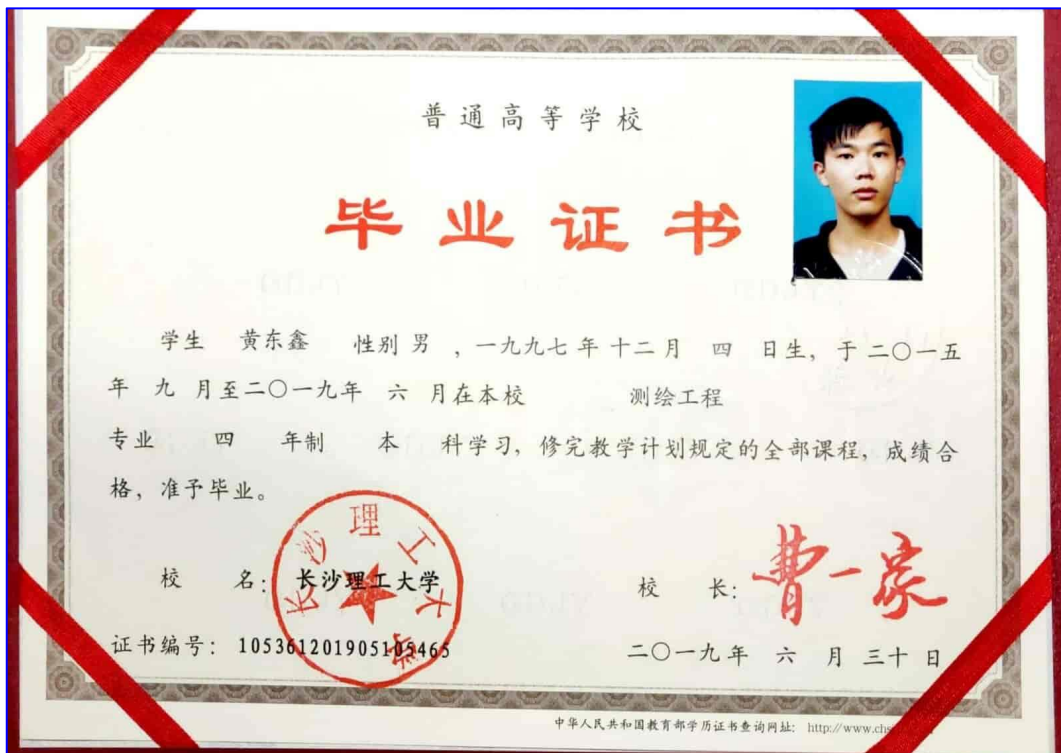 普通高等学校
毕业证书
学生 黄东鑫 性别 男 ，一九九七 年 十二 月 四 日生，于 二〇一五
年 九 月至二〇一九年 六 月在本校 测绘工程
专业 四 年制 本 科学习，修完教学计划规定的全部课程，成绩合
格，准予毕业。
长沙理工大学
校 名：长沙理工大学
校 长：曹一家
证书编号：105361201905105465
二〇一九年 六 月 三十 日
中华人民共和国教育部学历证书查询网址： http://www.chs